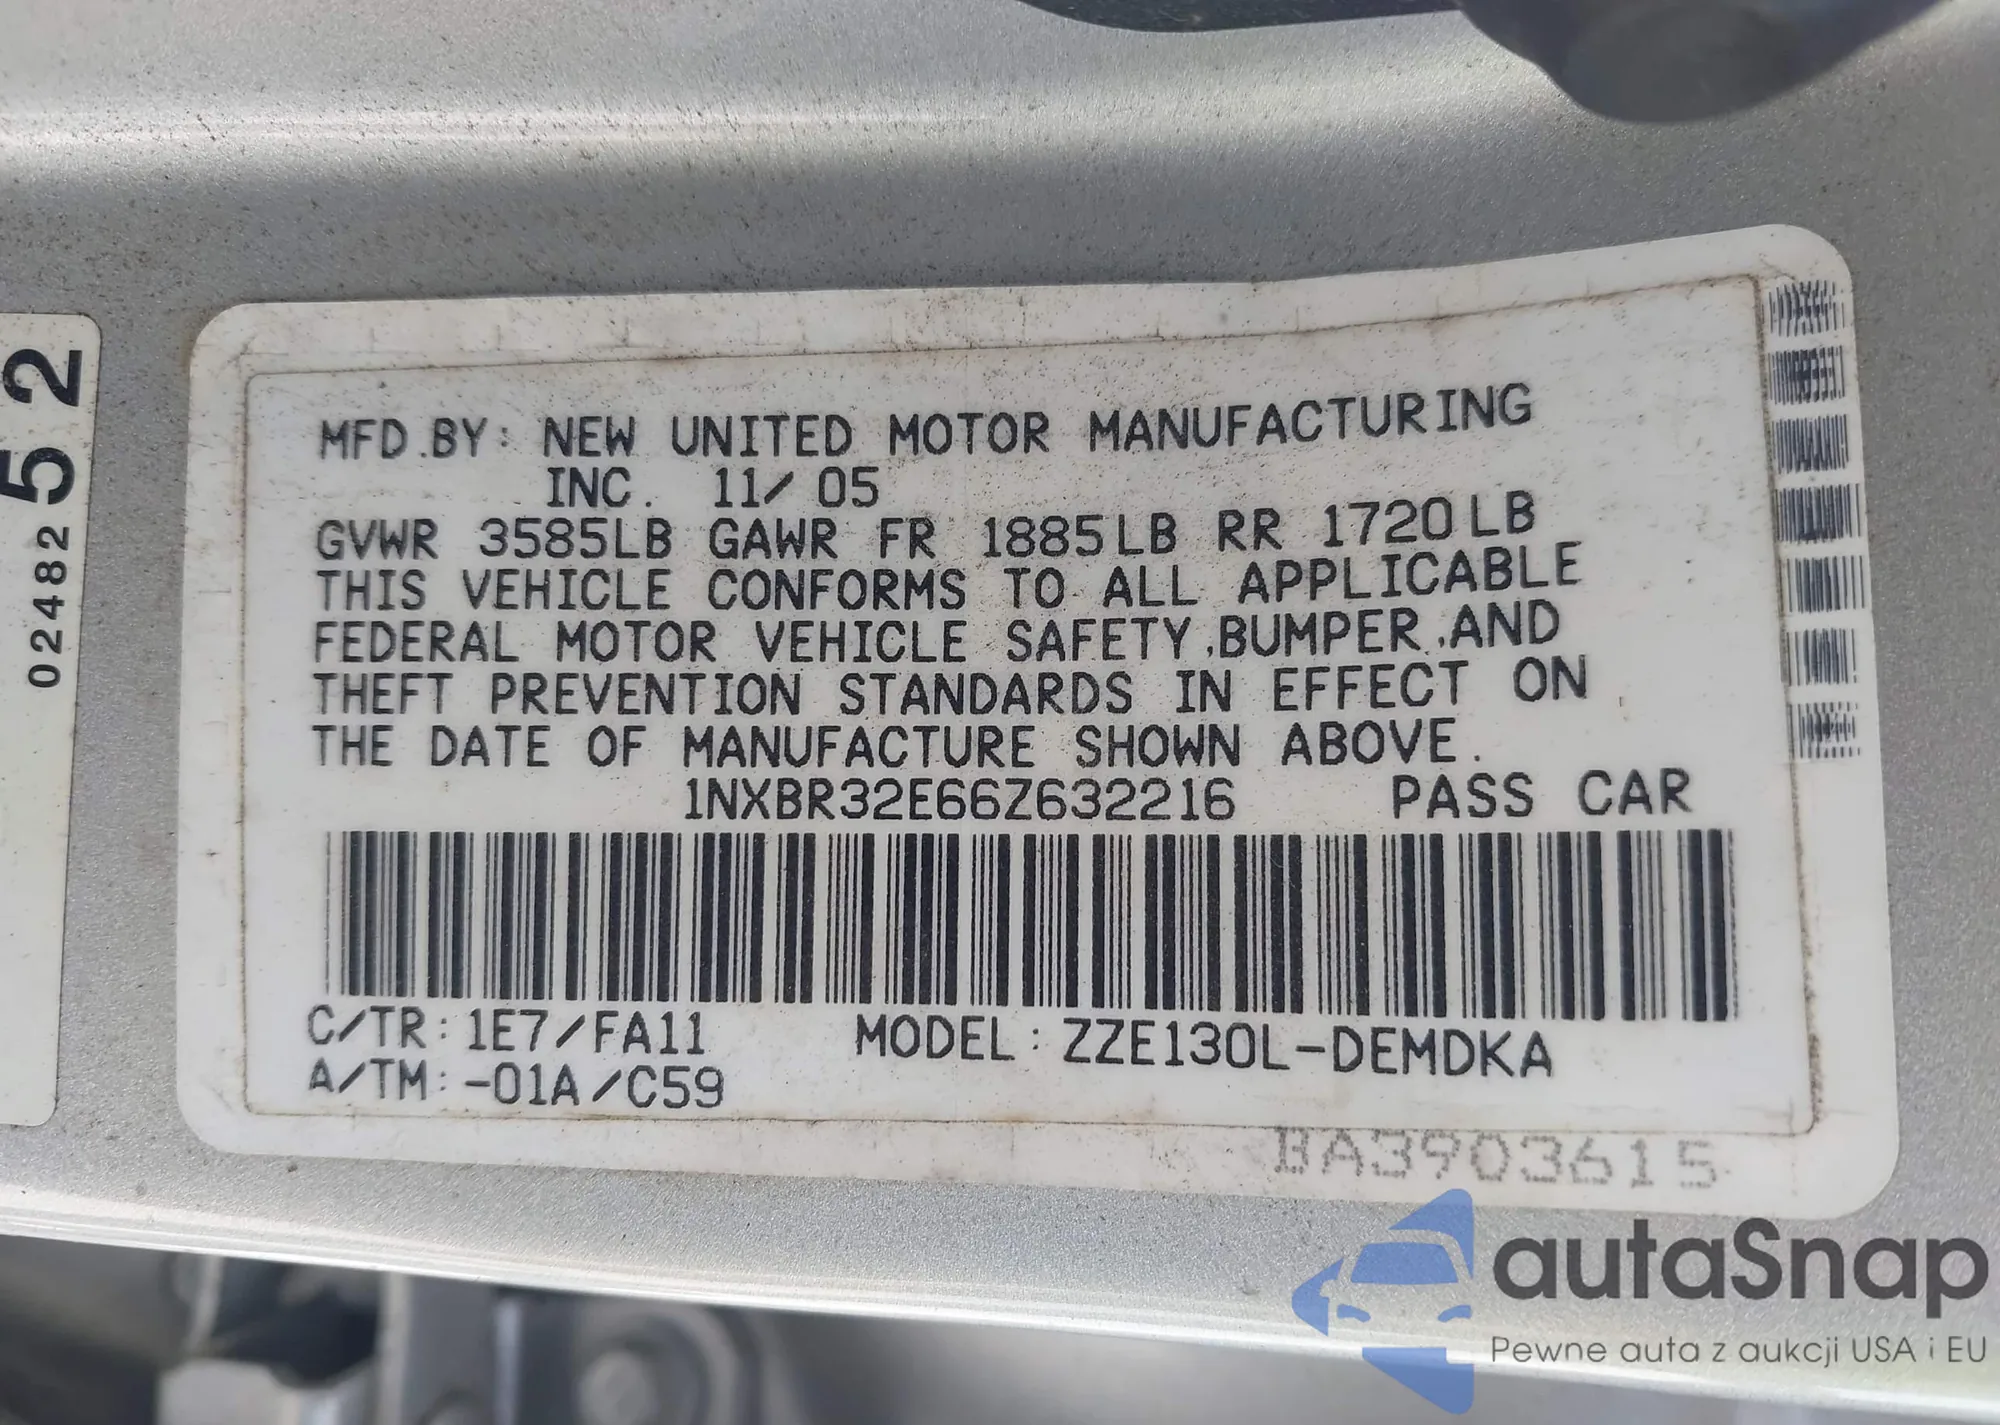 52
02482
MFD.BY: NEW UNITED MOTOR MANUFACTURING
INC. 11/05
GVWR 3585LB GAWR FR 1885LB RR 1720LB
THIS VEHICLE CONFORMS TO ALL APPLICABLE
FEDERAL MOTOR VEHICLE SAFETY,BUMPER,AND
THEFT PREVENTION STANDARDS IN EFFECT ON
THE DATE OF MANUFACTURE SHOWN ABOVE.
1NXBR32E66Z632216 PASS CAR
C/TR: 1E7/FA11 MODEL: ZZE130L-DEMDKA
A/TM: -01A/C59
BA3903615
autaSnap
Pewne auta z aukcji USA i EU